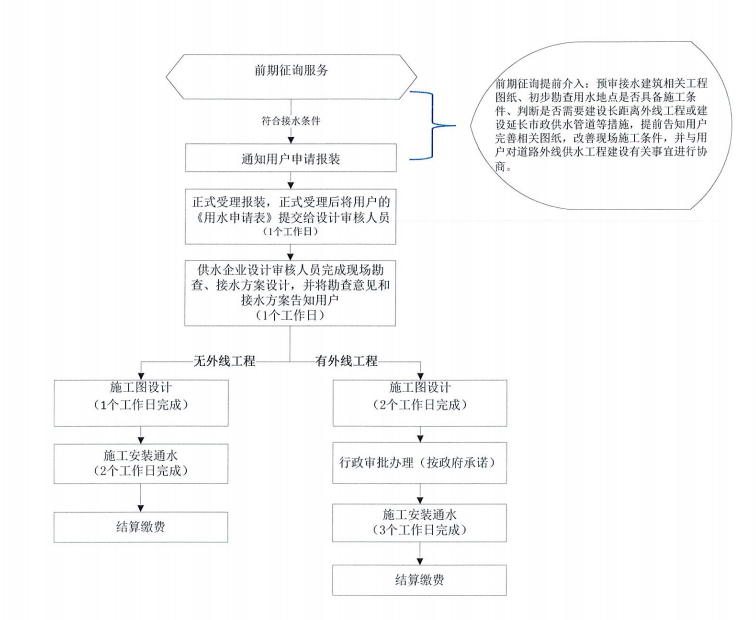 前期征询服务
符合接水条件
通知用户申请报装
前期征询提前介入：预审接水建筑相关工程
图纸、初步勘查用水地点是否具备施工条
件、判断是否需要建设长距离外线工程或建
设延长市政供水管道等措施，提前告知用户
完善相关图纸，改善现场施工条件，并与用
户对道路外线供水工程建设有关事宜进行协
商。
正式受理报装，正式受理后将用户的
《用水申请表》提交给设计审核人员
（1个工作日）
供水企业设计审核人员完成现场勘
查、接水方案设计，并将勘查意见和
接水方案告知用户
（1个工作日）
无外线工程
有外线工程
施工图设计
（1个工作日完成）
施工安装通水
（2个工作日完成）
结算缴费
施工图设计
（2个工作日完成）
行政审批办理（按政府承诺）
施工安装通水
（3个工作日完成）
结算缴费